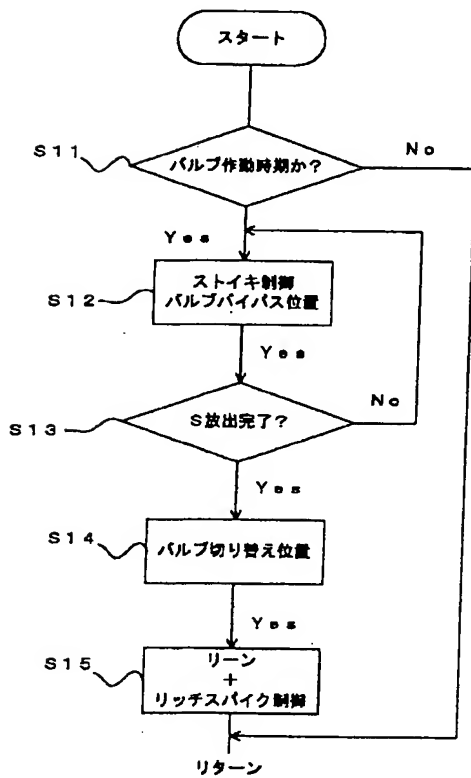 スタート
S11
バルブ作動時期か?
No
Yes
S12
ストイキ制御
バルブバイパス位置
Yes
S13
S放出完了?
No
Yes
S14
バルブ切り替え位置
Yes
S15
リーン
+
リッチスパイク制御
リターン